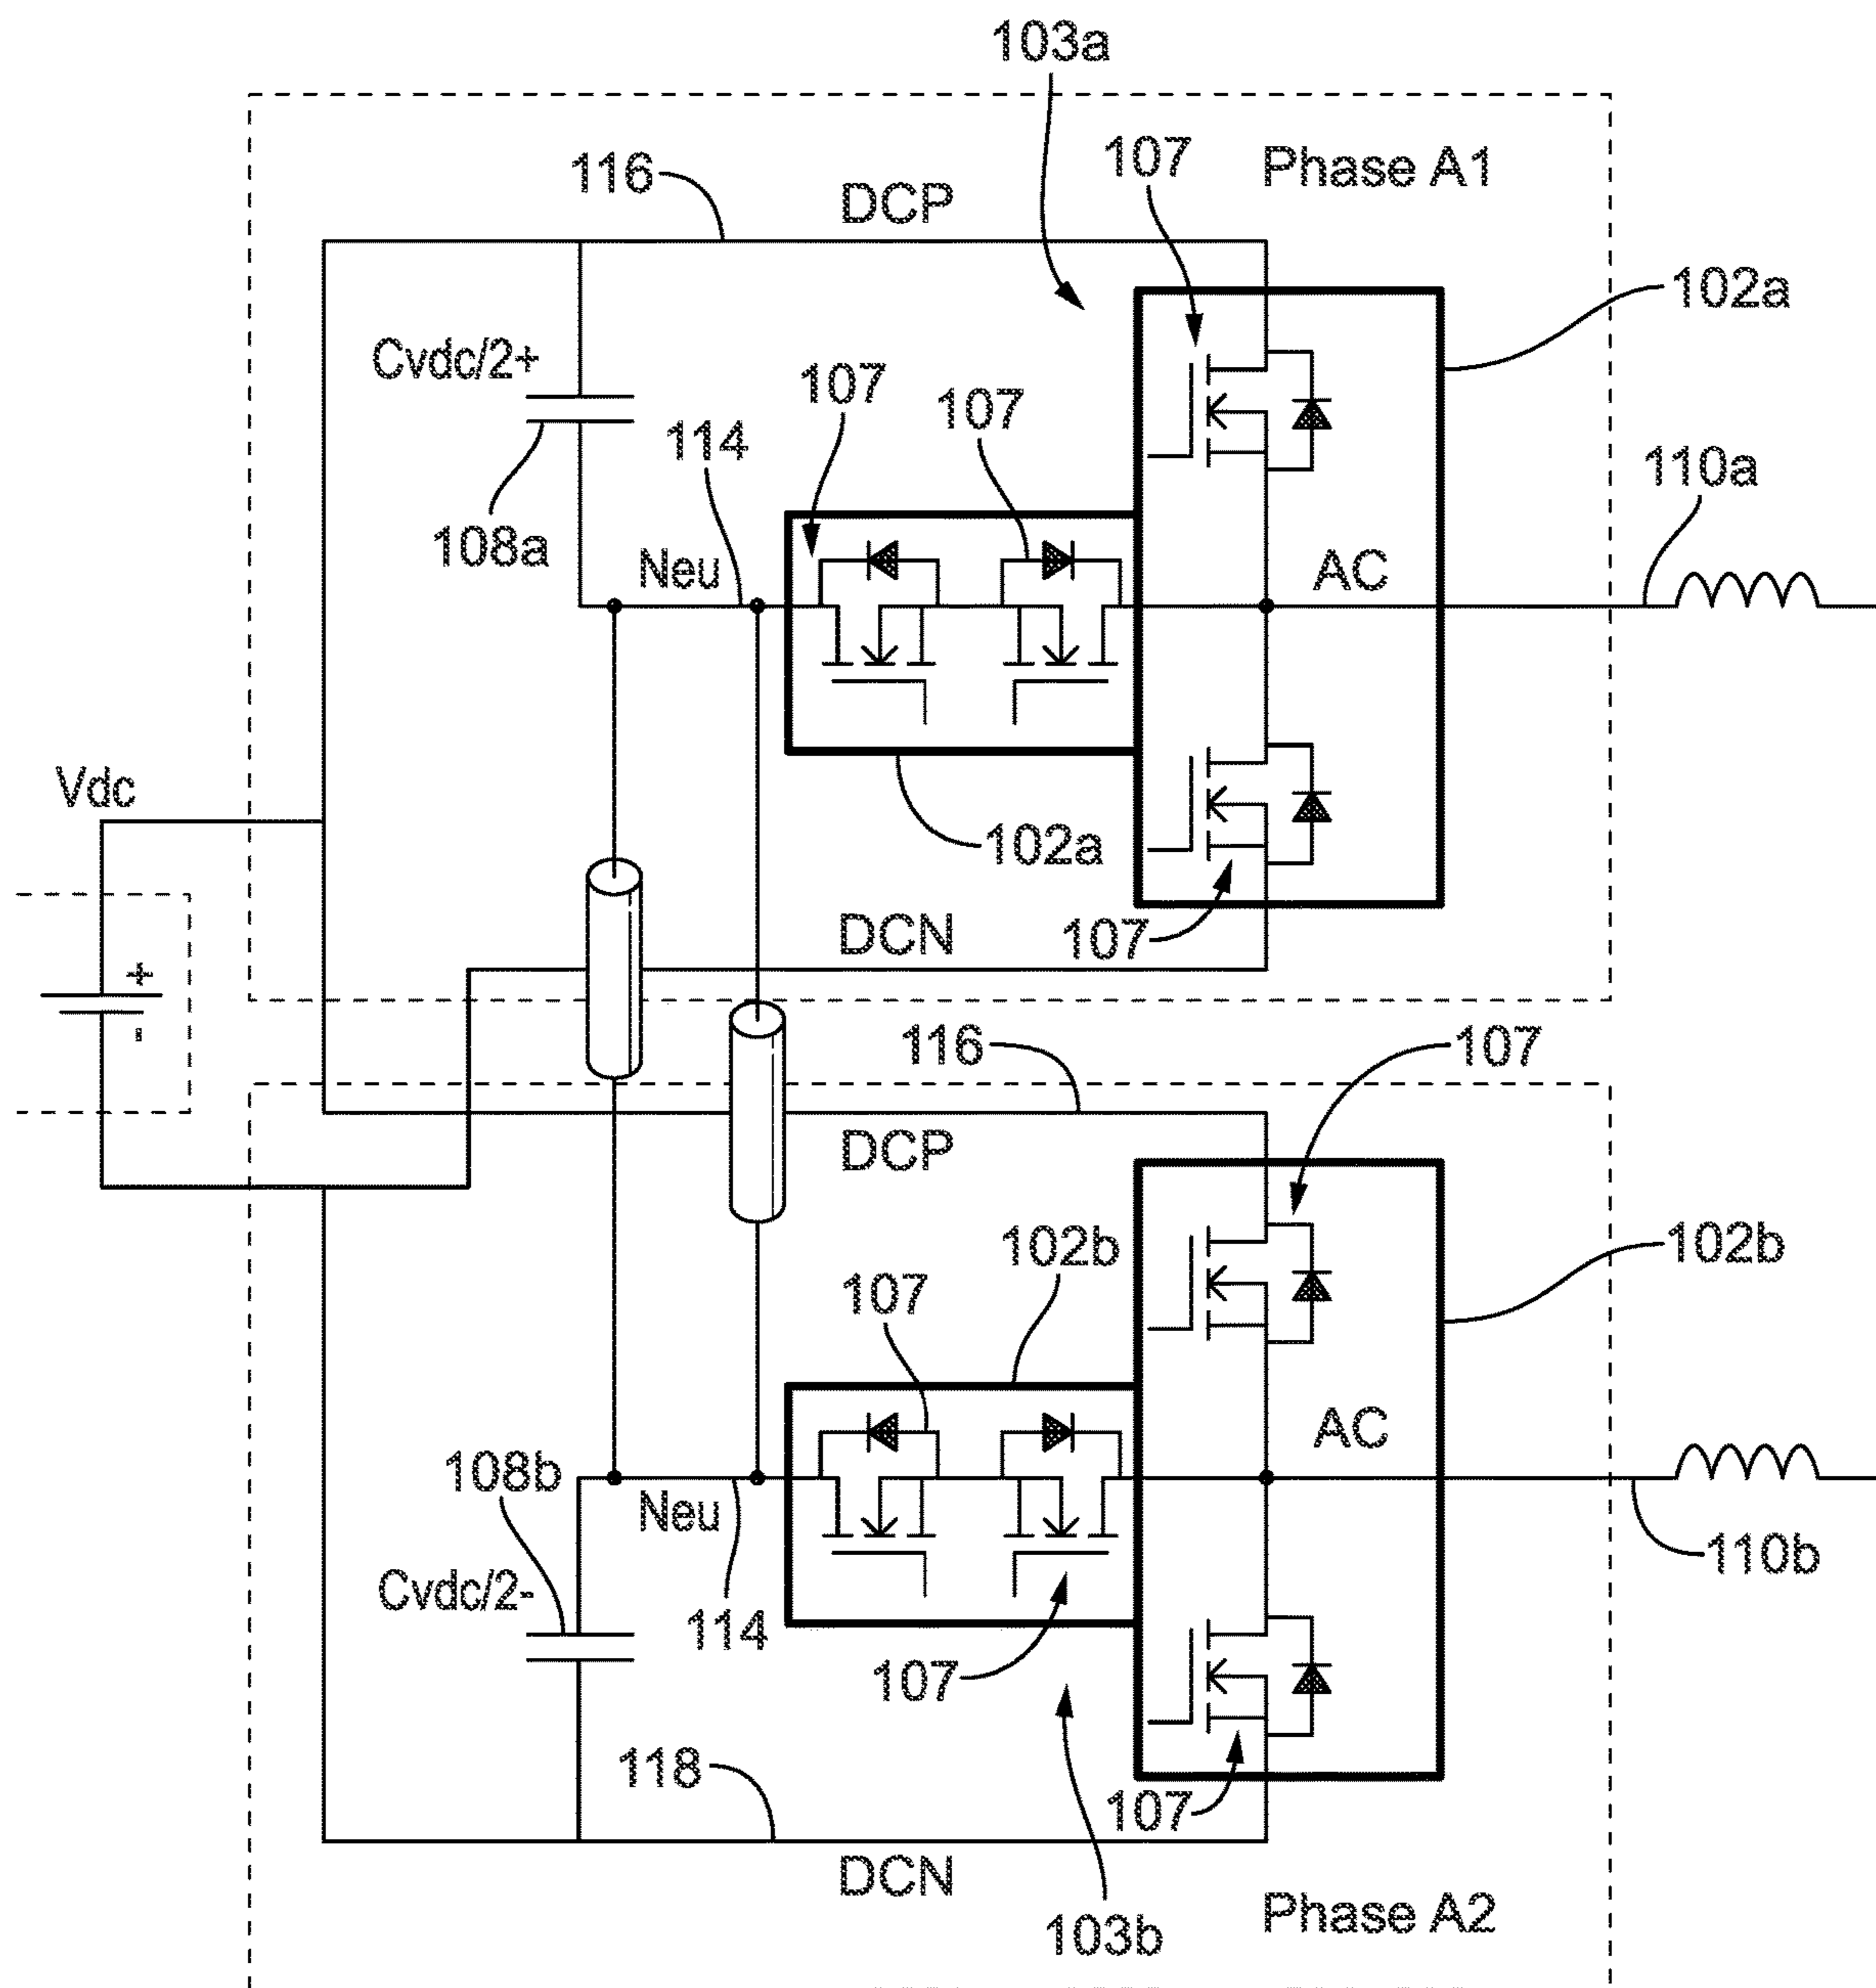 103a
107
Phase A1
116
DCP
102a
Cvdc/2+
107
107
114
110a
108a
Neu
AC
Vdc
102a
DCN
107
+
-
116
107
DCP
102b
102b
107
AC
108b
Neu
110b
Cvdc/2-
114
107
118
107
DCN
Phase A2
103b